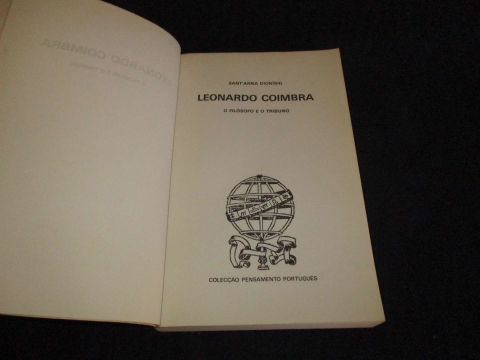 SANT'ANNA DIONÍSIO
LEONARDO COIMBRA
O FILÓSOFO E O TRIBUNO
COLECÇÃO PENSAMENTO PORTUGUÊS